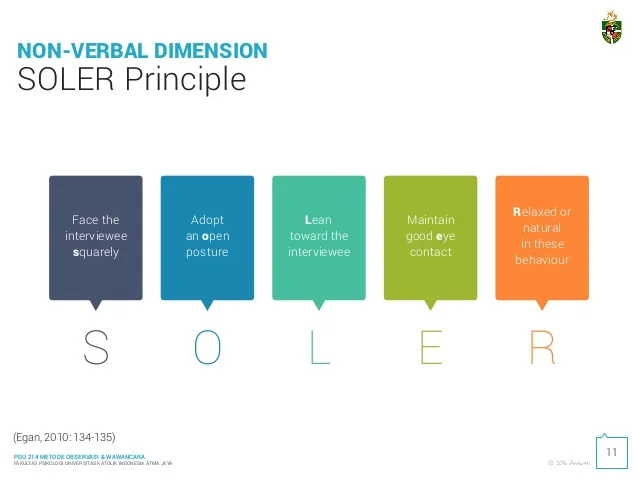 NON-VERBAL DIMENSION
SOLER Principle
Face the
interviewee
squarely
Adopt
an open
posture
Lean
toward the
interviewee
Maintain
good eye
contact
Relaxed or
natural
in these
behaviour
S O L E R
(Egan, 2010: 134-135)
PDU 214 METODE OBSERVASI & WAWANCARA
FAKULTAS PSIKOLOGI UNIVERSITAS KATOLIK INDONESIA ATMA JAYA
© 2016
11